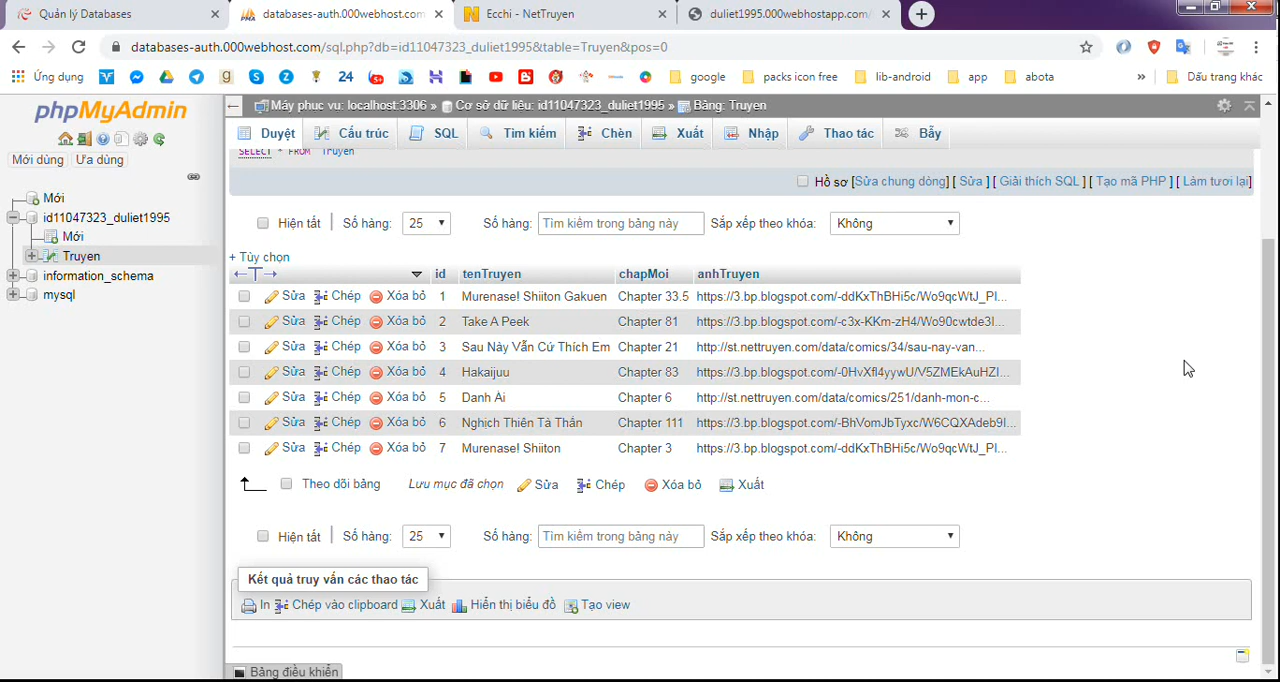 Quản lý Databases
databases-auth.000webhost.com
Ecchi - NetTruyen
duliet1995.000webhostapp.com/
databases-auth.000webhost.com/sql.php?db=id11047323_duliet1995&table=Truyen&pos=0
Ứng dụng
24
google
packs icon free
lib-android
app
abota
»
Dấu trang khác
phpMyAdmin
Mới dùng Ưa dùng
Mới
id11047323_duliet1995
Mới
Truyen
information_schema
mysql
Máy phục vụ: localhost:3306 » Cơ sở dữ liệu: id11047323_duliet1995 » Bảng: Truyen
Duyệt Cấu trúc SQL Tìm kiếm Chèn Xuất Nhập Thao tác Bẫy
SELECT * FROM `Truyen`
Hồ sơ [Sửa chung dòng] [ Sửa ] [ Giải thích SQL ] [ Tạo mã PHP ] [ Làm tươi lại]
Hiện tất Số hàng: 25 Số hàng: Tìm kiếm trong bảng này Sắp xếp theo khóa: Không
+ Tùy chọn
←T→ id tenTruyen chapMoi anhTruyen
Sửa Chép Xóa bỏ 1 Murenase! Shiiton Gakuen Chapter 33.5 https://3.bp.blogspot.com/-ddKxThBHi5c/Wo9qcWtJ_PI...
Sửa Chép Xóa bỏ 2 Take A Peek Chapter 81 https://3.bp.blogspot.com/-c3x-KKm-zH4/Wo90cwtde3I...
Sửa Chép Xóa bỏ 3 Sau Này Vẫn Cứ Thích Em Chapter 21 http://st.nettruyen.com/data/comics/34/sau-nay-van...
Sửa Chép Xóa bỏ 4 Hakaijuu Chapter 83 https://3.bp.blogspot.com/-0HvXfl4yywU/V5ZMEkAuHZI...
Sửa Chép Xóa bỏ 5 Danh Ái Chapter 6 http://st.nettruyen.com/data/comics/251/danh-mon-c...
Sửa Chép Xóa bỏ 6 Nghịch Thiên Tà Thần Chapter 111 https://3.bp.blogspot.com/-BhVomJbTyxc/W6CQXAdeb9I...
Sửa Chép Xóa bỏ 7 Murenase! Shiiton Chapter 3 https://3.bp.blogspot.com/-ddKxThBHi5c/Wo9qcWtJ_PI...
Theo dõi bảng Lưu mục đã chọn Sửa Chép Xóa bỏ Xuất
Hiện tất Số hàng: 25 Số hàng: Tìm kiếm trong bảng này Sắp xếp theo khóa: Không
Kết quả truy vấn các thao tác
In Chép vào clipboard Xuất Hiển thị biểu đồ Tạo view
Bảng điều khiển